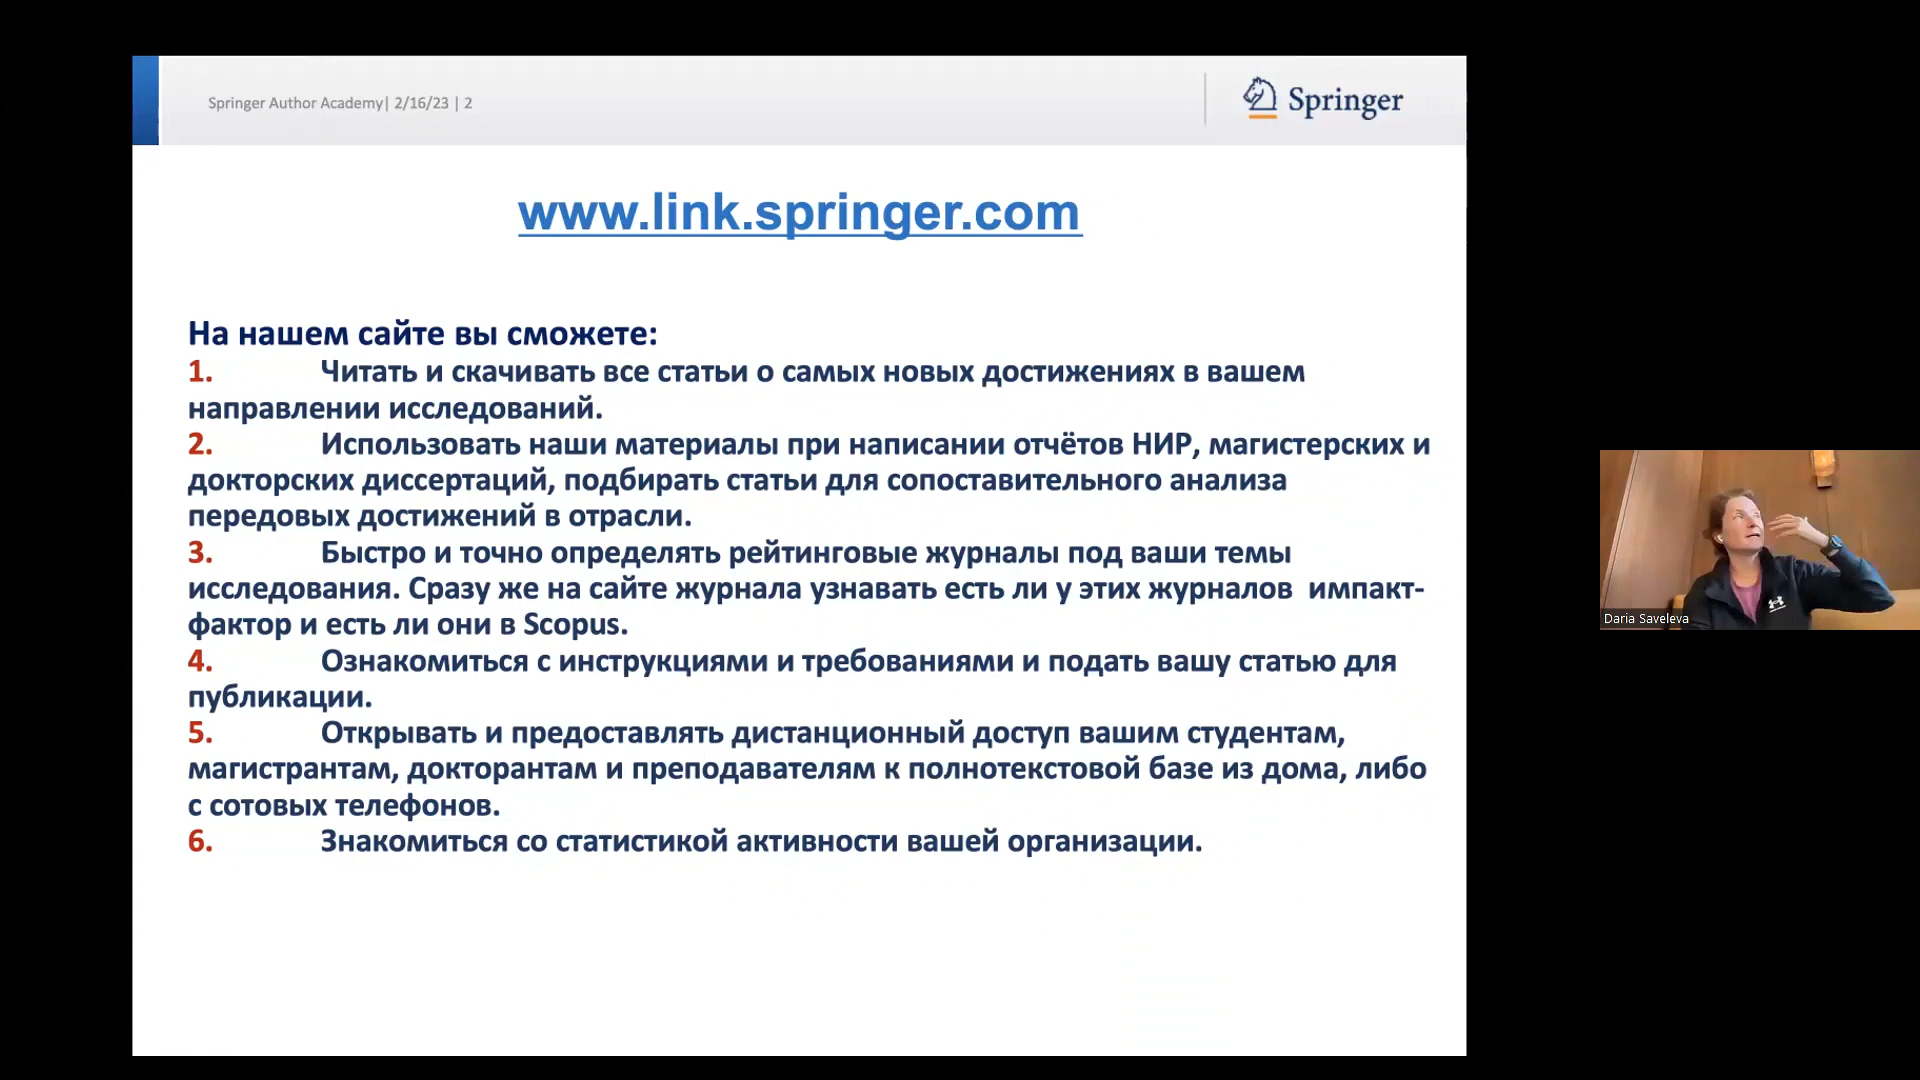 Springer Author Academy| 2/16/23 | 2
Springer
www.link.springer.com
На нашем сайте вы сможете:
1. Читать и скачивать все статьи о самых новых достижениях в вашем
направлении исследований.
2. Использовать наши материалы при написании отчётов НИР, магистерских и
докторских диссертаций, подбирать статьи для сопоставительного анализа
передовых достижений в отрасли.
3. Быстро и точно определять рейтинговые журналы под ваши темы
исследования. Сразу же на сайте журнала узнавать есть ли у этих журналов  импакт-
фактор и есть ли они в Scopus.
4. Ознакомиться с инструкциями и требованиями и подать вашу статью для
публикации.
5. Открывать и предоставлять дистанционный доступ вашим студентам,
магистрантам, докторантам и преподавателям к полнотекстовой базе из дома, либо
с сотовых телефонов.
6. Знакомиться со статистикой активности вашей организации.
Daria Saveleva